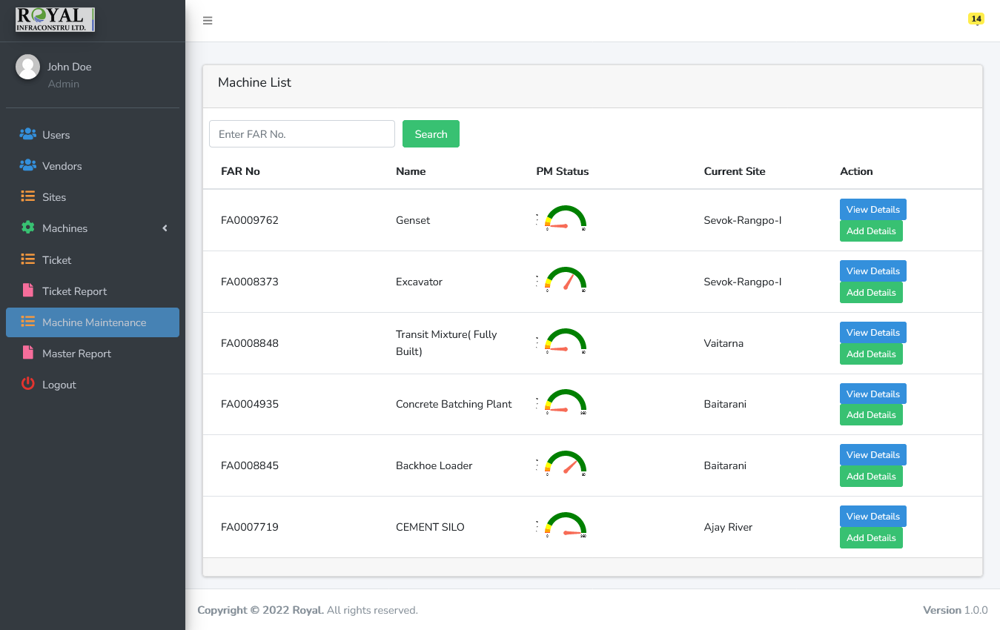 ROYAL
INFRACONSTRU LTD.
14
John Doe
Admin
Users
Vendors
Sites
Machines
Ticket
Ticket Report
Machine Maintenance
Master Report
Logout
Machine List
Enter FAR No. Search
FAR No Name PM Status Current Site Action
FA0009762 Genset Sevok-Rangpo-I View Details
Add Details
FA0008373 Excavator Sevok-Rangpo-I View Details
Add Details
FA0008848 Transit Mixture( Fully Built) Vaitarna View Details
Add Details
FA0004935 Concrete Batching Plant Baitarani View Details
Add Details
FA0008845 Backhoe Loader Baitarani View Details
Add Details
FA0007719 CEMENT SILO Ajay River View Details
Add Details
Copyright © 2022 Royal. All rights reserved. Version 1.0.0